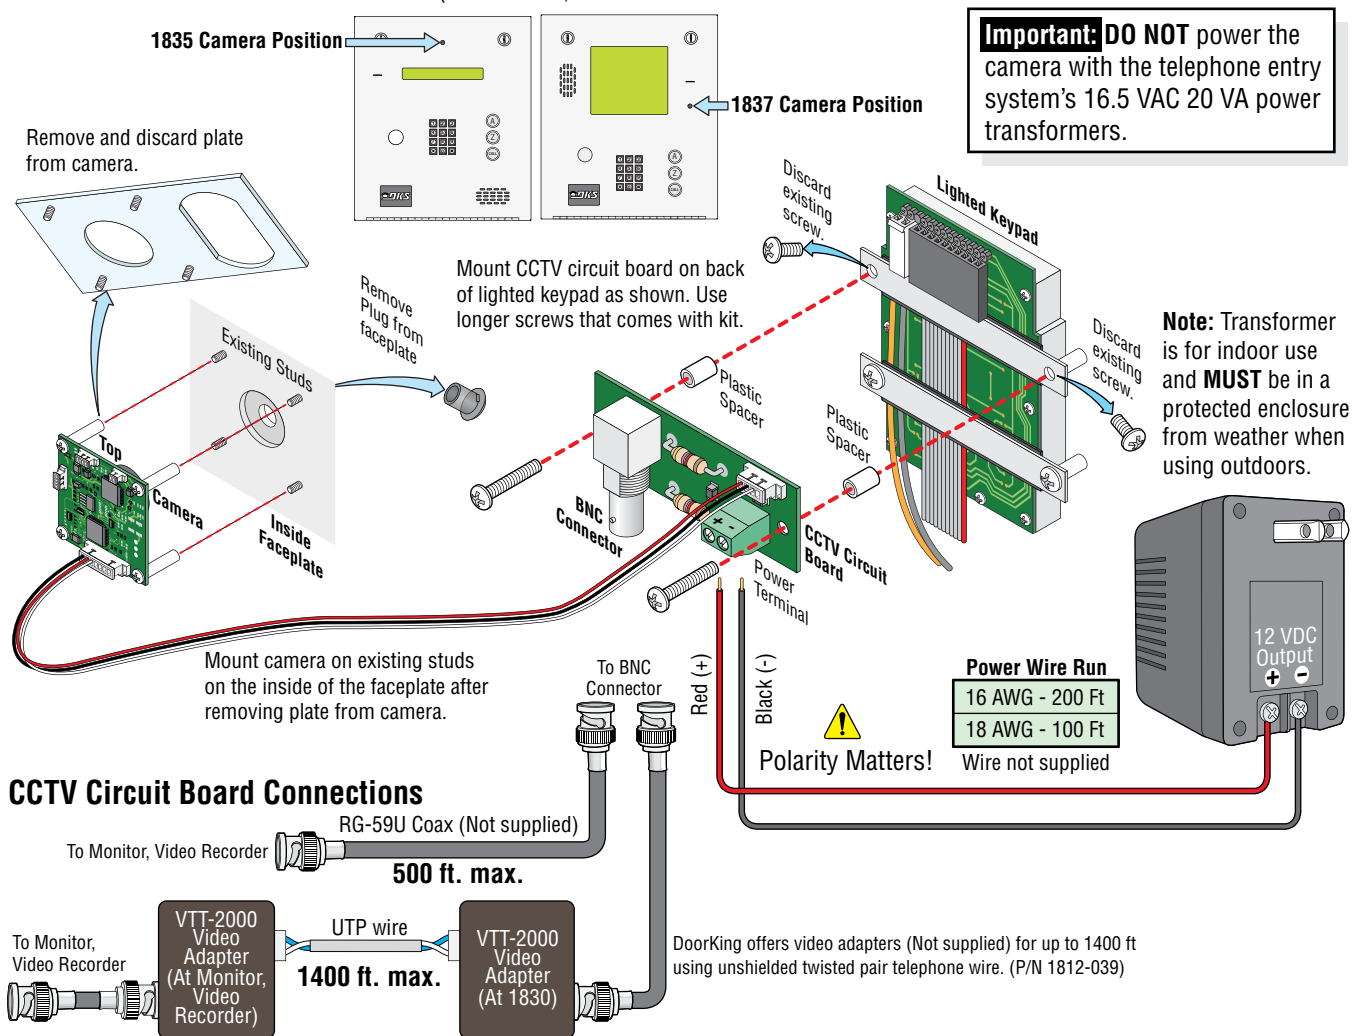 1835 Camera Position
1837 Camera Position
DKS
DKS
A
Z
CALL
A
Z
CALL
Important: DO NOT power the
camera with the telephone entry
system's 16.5 VAC 20 VA power
transformers.
Remove and discard plate
from camera.
Discard
existing
screw.
Lighted Keypad
Mount CCTV circuit board on back
of lighted keypad as shown. Use
longer screws that comes with kit.
Remove
Plug from
faceplate
Existing Studs
Discard
existing
screw.
Note: Transformer
is for indoor use
and MUST be in a
protected enclosure
from weather when
using outdoors.
Plastic
Spacer
Plastic
Spacer
Top
Camera
Inside
Faceplate
BNC
Connector
2
2
+ -
CCTV Circuit
Board
Power
Terminal
12 VDC
Output
+ −
Mount camera on existing studs
on the inside of the faceplate after
removing plate from camera.
To BNC
Connector
Red (+)
Black (-)
Polarity Matters!
Power Wire Run
16 AWG - 200 Ft
18 AWG - 100 Ft
Wire not supplied
CCTV Circuit Board Connections
RG-59U Coax (Not supplied)
To Monitor, Video Recorder
500 ft. max.
To Monitor,
Video Recorder
VTT-2000
Video
Adapter
(At Monitor,
Video
Recorder)
UTP wire
1400 ft. max.
VTT-2000
Video
Adapter
(At 1830)
DoorKing offers video adapters (Not supplied) for up to 1400 ft
using unshielded twisted pair telephone wire. (P/N 1812-039)